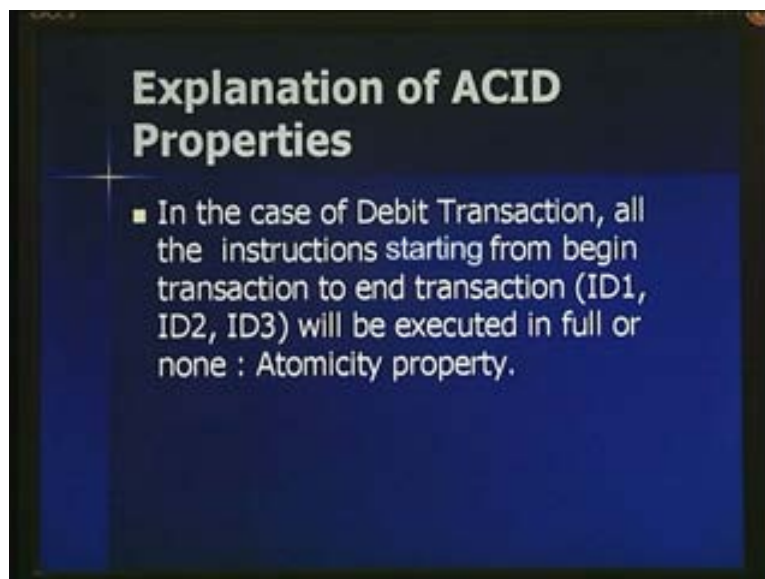 Explanation of ACID
Properties
In the case of Debit Transaction, all
the instructions starting from begin
transaction to end transaction (ID1,
ID2, ID3) will be executed in full or
none : Atomicity property.